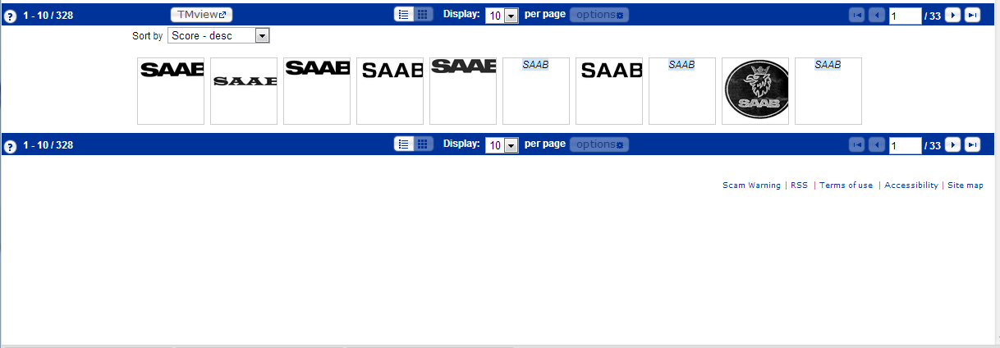 ? 1 - 10 / 328 TMview Display: 10 per page options 1 / 33
Sort by Score - desc
SAAB SAAB SAAB SAAB SAAB SAAB SAAB SAAB SAAB SAAB
? 1 - 10 / 328 Display: 10 per page options 1 / 33
Scam Warning | RSS | Terms of use | Accessibility | Site map